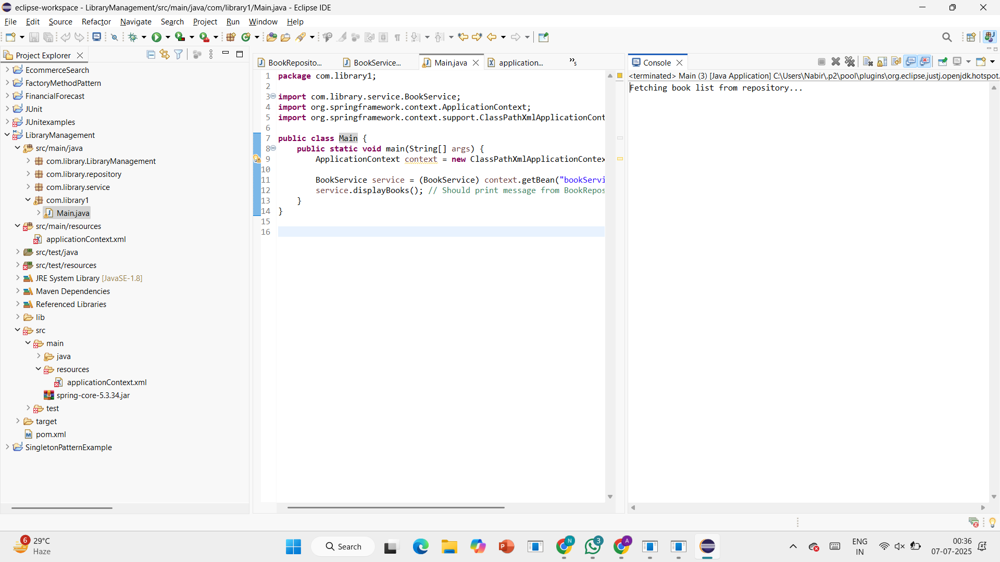 eclipse-workspace - LibraryManagement/src/main/java/com/library1/Main.java - Eclipse IDE
File Edit Source Refactor Navigate Search Project Run Window Help
Project Explorer
EcommerceSearch
FactoryMethodPattern
FinancialForecast
JUnit
JUnitexamples
LibraryManagement
src/main/java
com.library.LibraryManagement
com.library.repository
com.library.service
com.library1
Main.java
src/main/resources
applicationContext.xml
src/test/java
src/test/resources
JRE System Library [JavaSE-1.8]
Maven Dependencies
Referenced Libraries
lib
src
main
java
resources
applicationContext.xml
spring-core-5.3.34.jar
test
target
pom.xml
SingletonPatternExample
BookReposito... BookService... Main.java application... »5
1 package com.library1;
2
3 import com.library.service.BookService;
4 import org.springframework.context.ApplicationContext;
5 import org.springframework.context.support.ClassPathXmlApplicationCont
6
7 public class Main {
8 public static void main(String[] args) {
9 ApplicationContext context = new ClassPathXmlApplicationContex
10
11 BookService service = (BookService) context.getBean("bookServi
12 service.displayBooks(); // Should print message from BookRepos
13 }
14 }
15
16
Console
<terminated> Main (3) [Java Application] C:\Users\Nabir\.p2\pool\plugins\org.eclipse.justj.openjdk.hotspot.
Fetching book list from repository...
6
29°C
Haze
Search
N
3
A
ENG
IN
00:36
07-07-2025